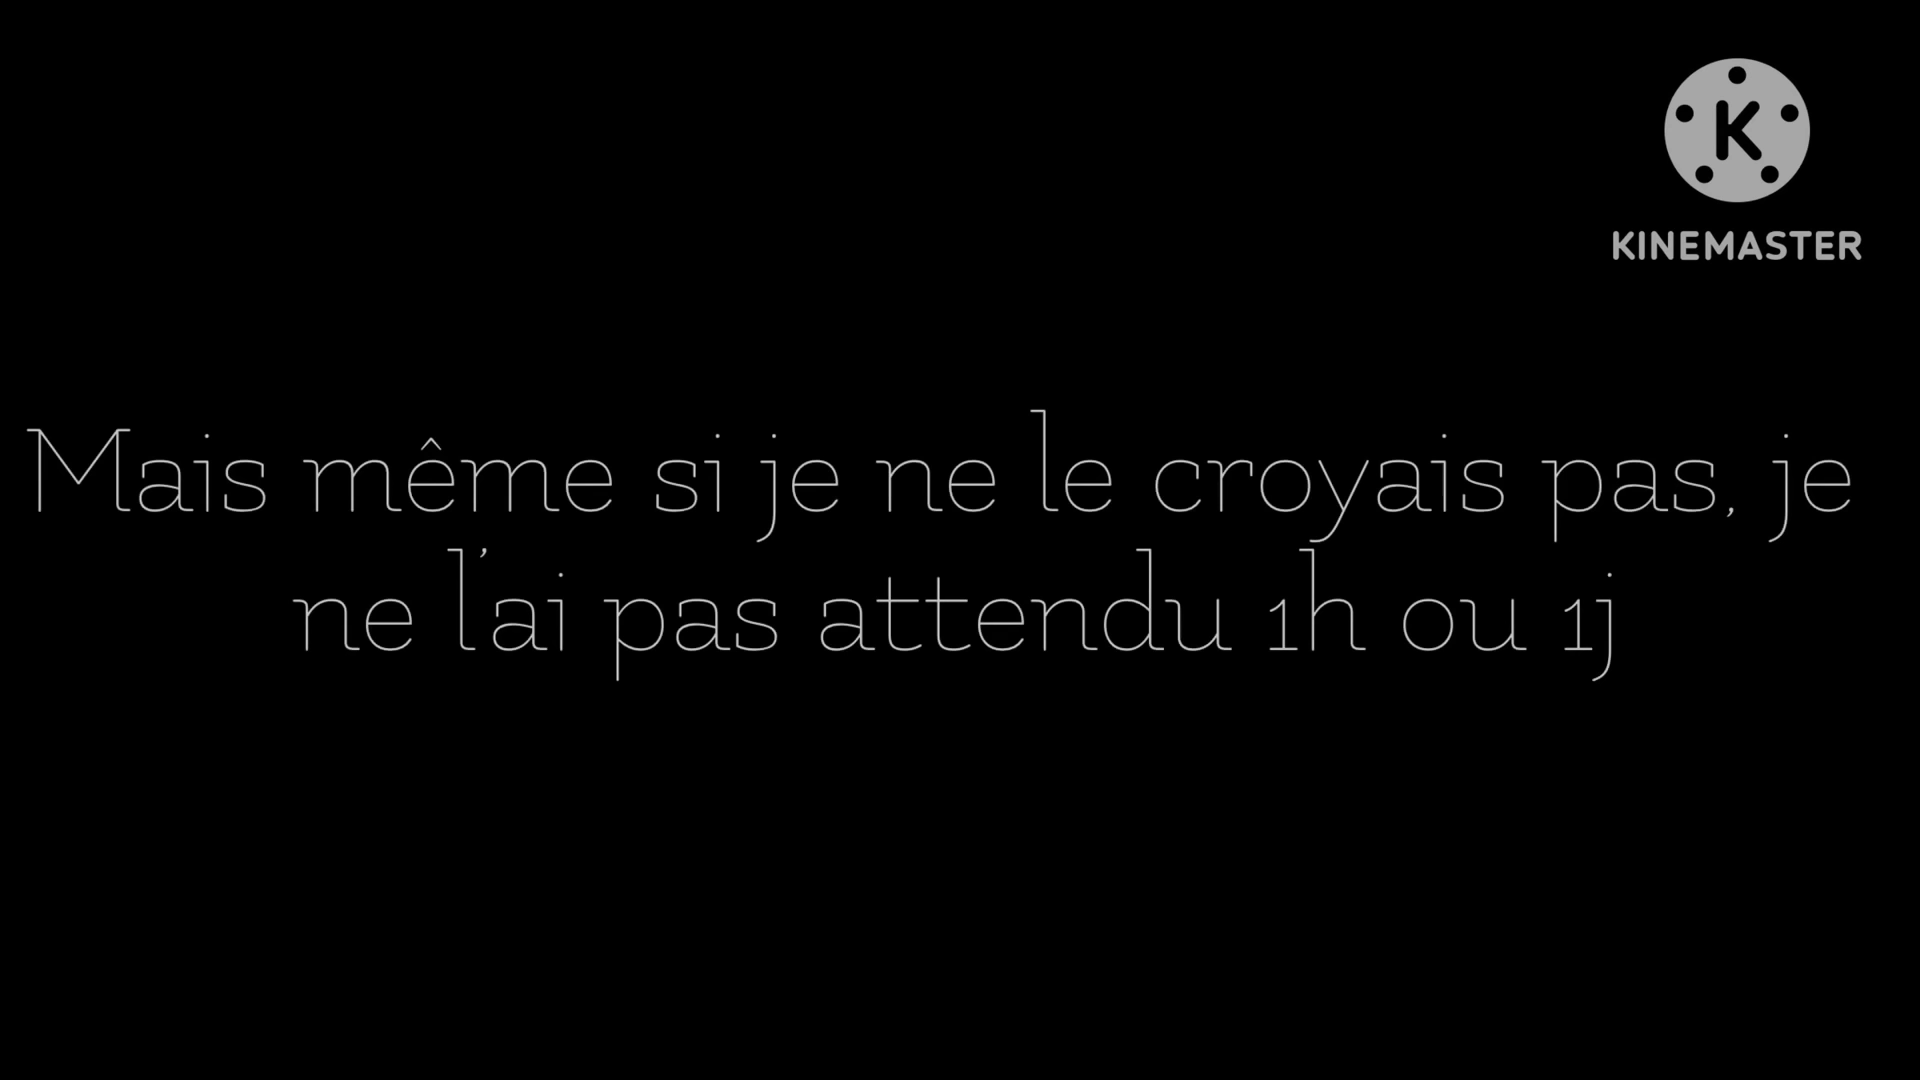 K
KINEMASTER
Mais même si je ne le croyais pas, je
ne l'ai pas attendu 1h ou 1j